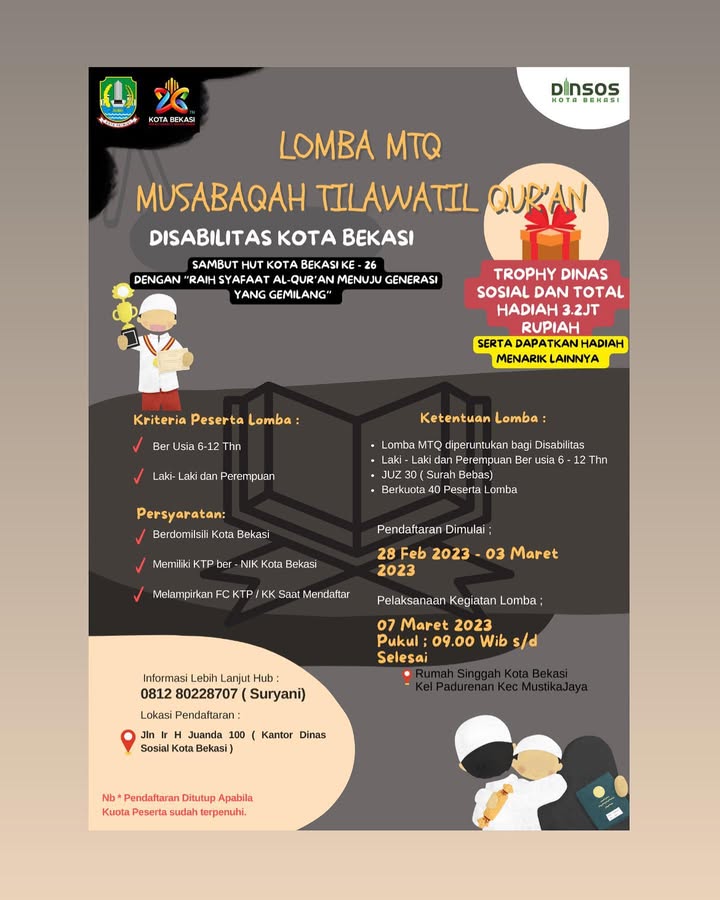 KOTA BEKASI
DINSOS
KOTA BEKASI
LOMBA MTQ
MUSABAQAH TILAWATIL QUR'AN
DISABILITAS KOTA BEKASI
SAMBUT HUT KOTA BEKASI KE - 26
DENGAN "RAIH SYAFAAT AL-QUR'AN MENUJU GENERASI
YANG GEMILANG"
TROPHY DINAS
SOSIAL DAN TOTAL
HADIAH 3.2JT
RUPIAH
SERTA DAPATKAN HADIAH
MENARIK LAINNYA
Kriteria Peserta Lomba :
Ber Usia 6-12 Thn
Laki- Laki dan Perempuan
Persyaratan:
Berdomilsili Kota Bekasi
Memiliki KTP ber - NIK Kota Bekasi
Melampirkan FC KTP / KK Saat Mendaftar
Ketentuan Lomba :
• Lomba MTQ diperuntukan bagi Disabilitas
• Laki - Laki dan Perempuan Ber usia 6 - 12 Thn
• JUZ 30 ( Surah Bebas)
• Berkuota 40 Peserta Lomba
Pendaftaran Dimulai ;
28 Feb 2023 - 03 Maret
2023
Pelaksanaan Kegiatan Lomba ;
07 Maret 2023
Pukul ; 09.00 Wib s/d
Selesai
Rumah Singgah Kota Bekasi
Kel Padurenan Kec MustikaJaya
Informasi Lebih Lanjut Hub :
0812 80228707 ( Suryani)
Lokasi Pendaftaran :
Jln Ir H Juanda 100 ( Kantor Dinas
Sosial Kota Bekasi )
Nb * Pendaftaran Ditutup Apabila
Kuota Peserta sudah terpenuhi.